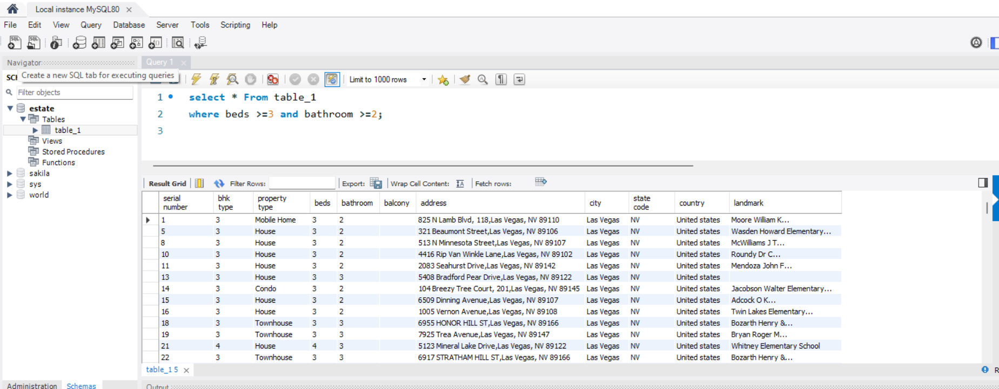 Local instance MySQL80 ×
File Edit View Query Database Server Tools Scripting Help
Navigator
Query 1 ×
Create a new SQL tab for executing queries
Limit to 1000 rows
Filter objects
estate
Tables
table_1
Views
Stored Procedures
Functions
sakila
sys
world
1 select * From table_1
2 where beds >=3 and bathroom >=2;
3
Result Grid Filter Rows: Export: Wrap Cell Content: Fetch rows:
serial number bhk type property type beds bathroom balcony address city state code country landmark
1 3 Mobile Home 3 2 825 N Lamb Blvd, 118,Las Vegas, NV 89110 Las Vegas NV United states Moore William K...
5 3 House 3 2 321 Beaumont Street,Las Vegas, NV 89106 Las Vegas NV United states Wasden Howard Elementary...
8 3 House 3 2 513 N Minnesota Street,Las Vegas, NV 89107 Las Vegas NV United states McWilliams J T...
10 3 House 3 2 4416 Rip Van Winkle Lane,Las Vegas, NV 89102 Las Vegas NV United states Roundy Dr C...
11 3 House 3 2 2083 Seahurst Drive,Las Vegas, NV 89142 Las Vegas NV United states Mendoza John F...
13 3 House 3 3 5408 Bradford Pear Drive,Las Vegas, NV 89122 Las Vegas NV United states
14 3 Condo 3 2 104 Breezy Tree Court, 201,Las Vegas, NV 89145 Las Vegas NV United states Jacobson Walter Elementary...
15 3 House 3 2 6509 Dinning Avenue,Las Vegas, NV 89107 Las Vegas NV United states Adcock O K...
16 3 House 3 2 1005 Vernon Avenue,Las Vegas, NV 89108 Las Vegas NV United states Twin Lakes Elementary...
18 3 Townhouse 3 3 6955 HONOR HILL ST,Las Vegas, NV 89166 Las Vegas NV United states Bozarth Henry &...
19 3 Townhouse 3 3 7925 Trea Avenue,Las Vegas, NV 89147 Las Vegas NV United states Bryan Roger M...
21 4 House 4 3 5123 Mineral Lake Drive,Las Vegas, NV 89122 Las Vegas NV United states Whitney Elementary School
22 3 Townhouse 3 3 6917 STRATHAM HILL ST,Las Vegas, NV 89166 Las Vegas NV United states Bozarth Henry &...
table_1 5 ×
Administration Schemas
Output